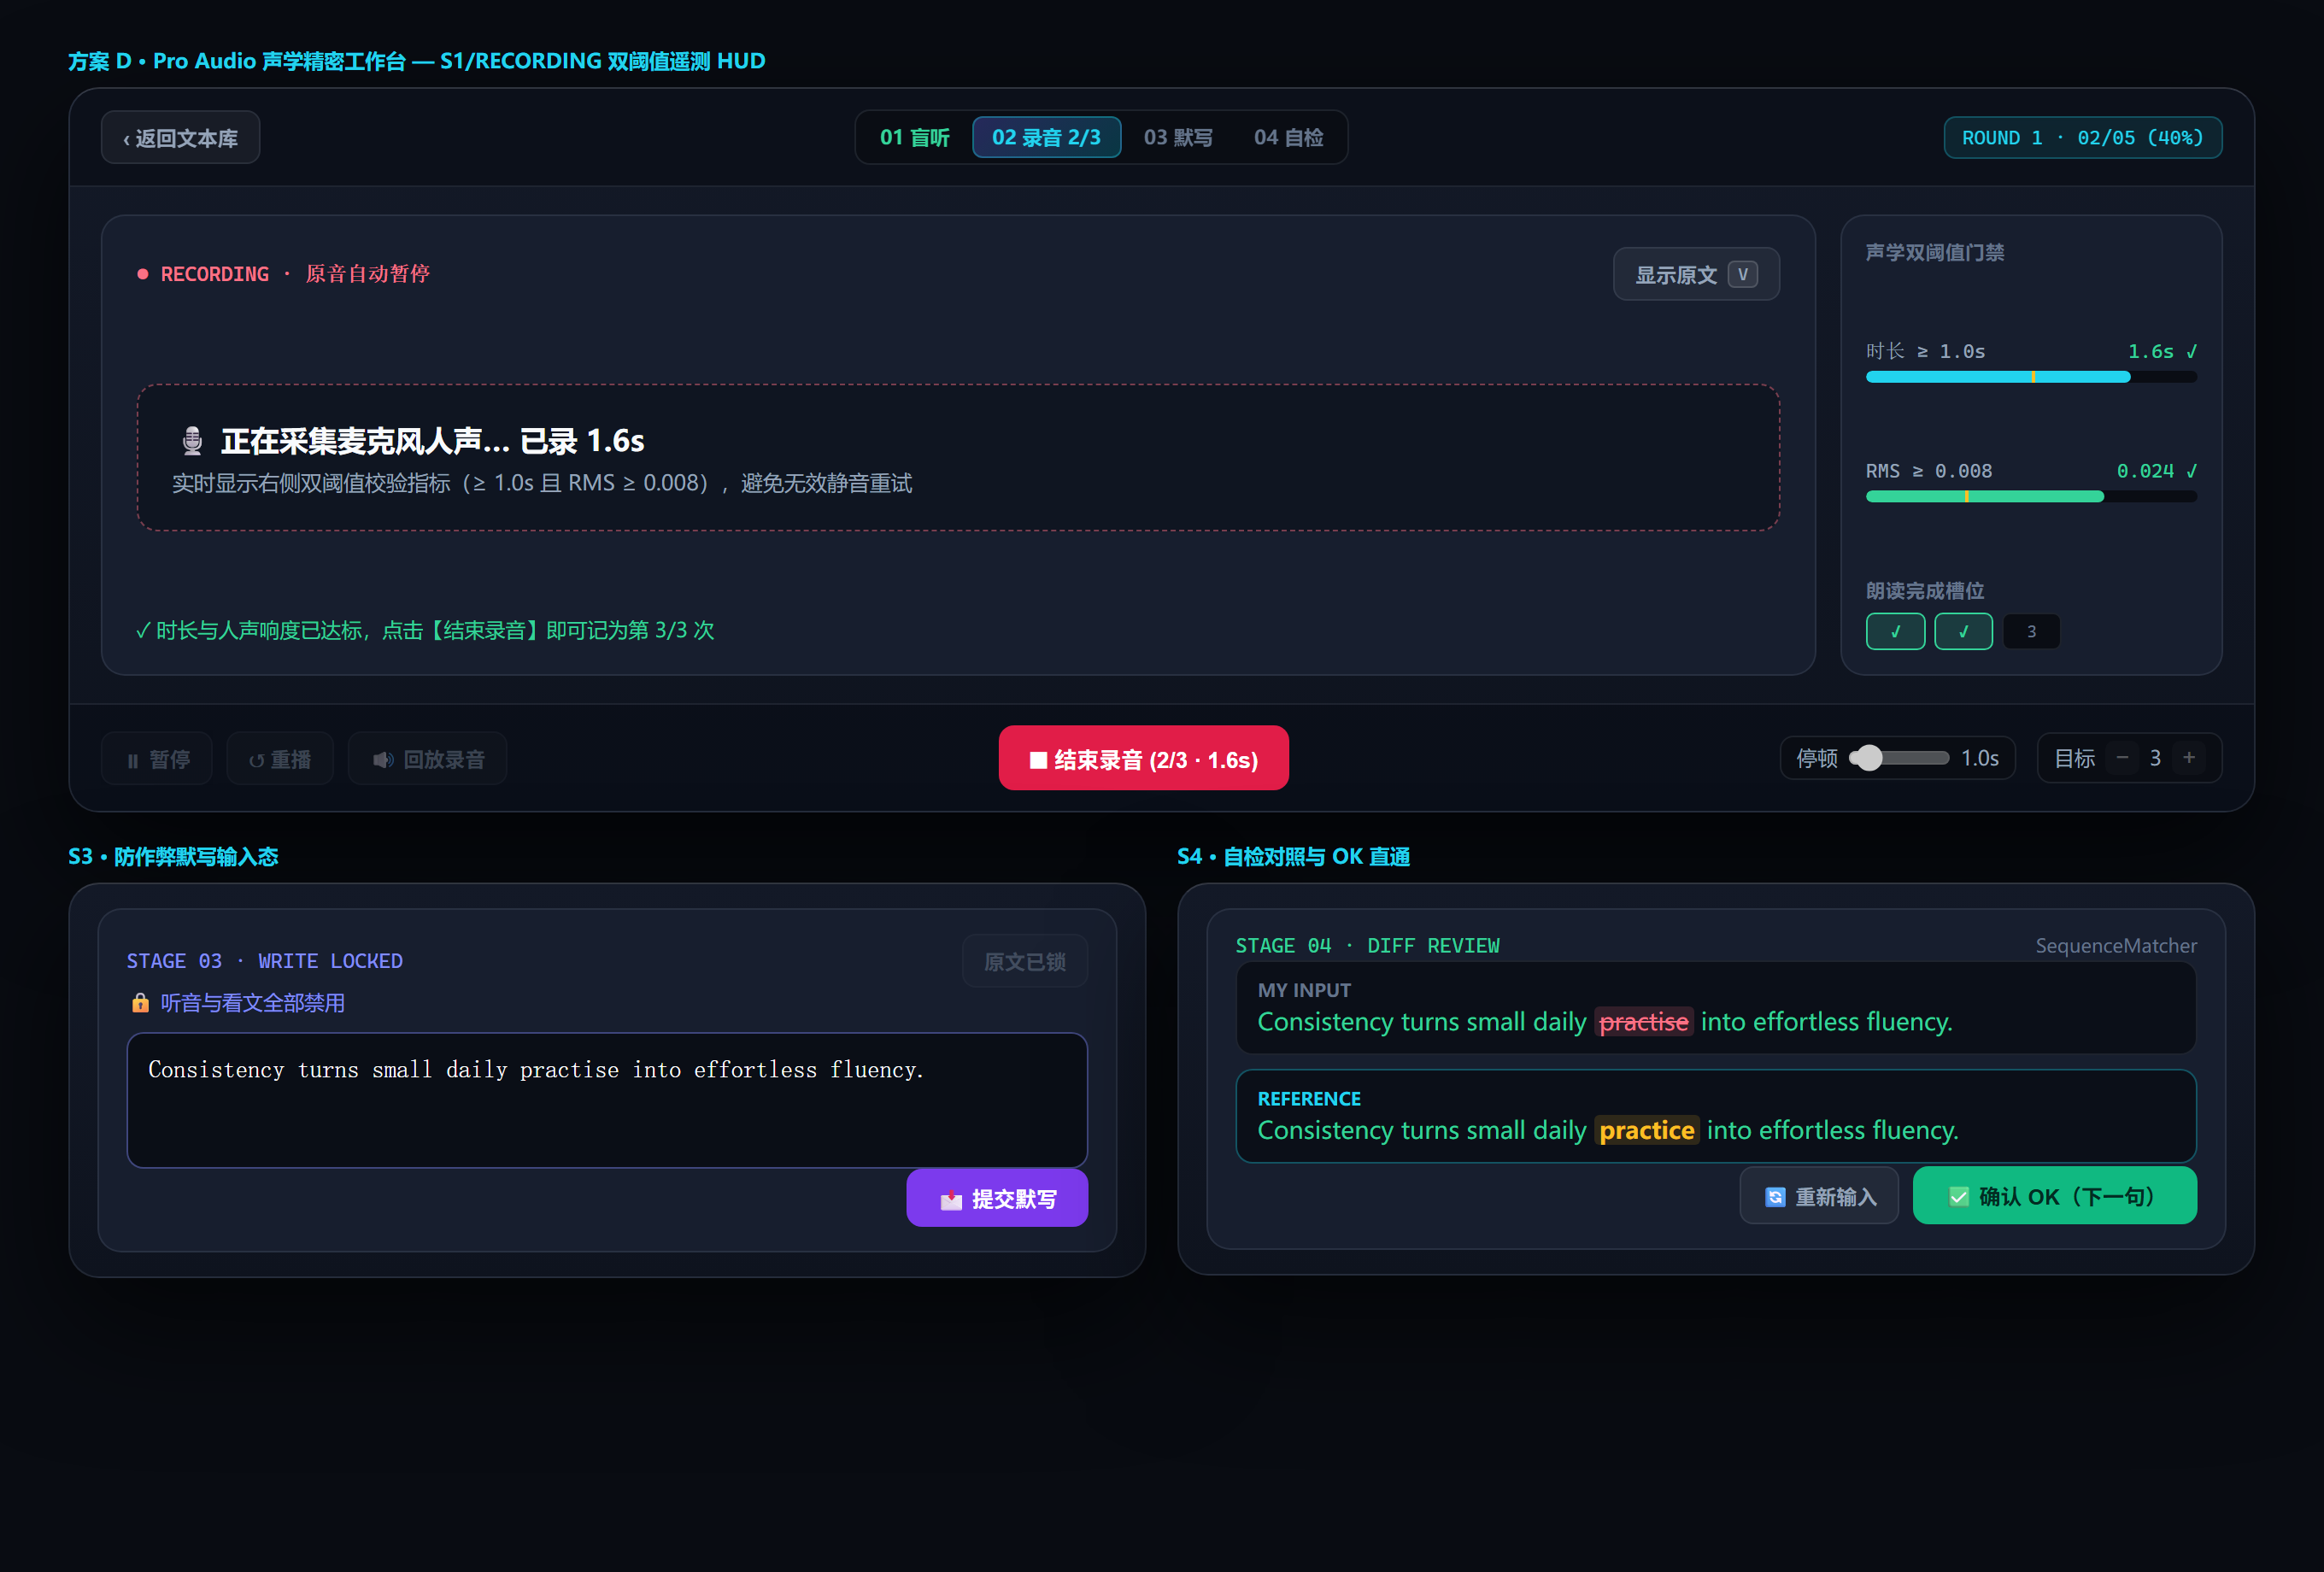 方案 D • Pro Audio 声学精密工作台 — S1/RECORDING 双阈值遥测 HUD
‹ 返回文本库
01 盲听
02 录音 2/3
03 默写
04 自检
ROUND 1 · 02/05 (40%)
● RECORDING · 原音自动暂停
显示原文 V
🎙 正在采集麦克风人声... 已录 1.6s
实时显示右侧双阈值校验指标（≥ 1.0s 且 RMS ≥ 0.008），避免无效静音重试
✓ 时长与人声响度已达标，点击【结束录音】即可记为第 3/3 次
声学双阈值门禁
时长 ≥ 1.0s
1.6s ✓
RMS ≥ 0.008
0.024 ✓
朗读完成槽位
✓ ✓ 3
⏸ 暂停
↺ 重播
🔊 回放录音
■ 结束录音 (2/3 · 1.6s)
停顿 1.0s
目标 − 3 +
S3 • 防作弊默写输入态
STAGE 03 · WRITE LOCKED
原文已锁
🔒 听音与看文全部禁用
Consistency turns small daily practise into effortless fluency.
📩 提交默写
S4 • 自检对照与 OK 直通
STAGE 04 · DIFF REVIEW
SequenceMatcher
MY INPUT
Consistency turns small daily practise into effortless fluency.
REFERENCE
Consistency turns small daily practice into effortless fluency.
🔄 重新输入
✅ 确认 OK（下一句）